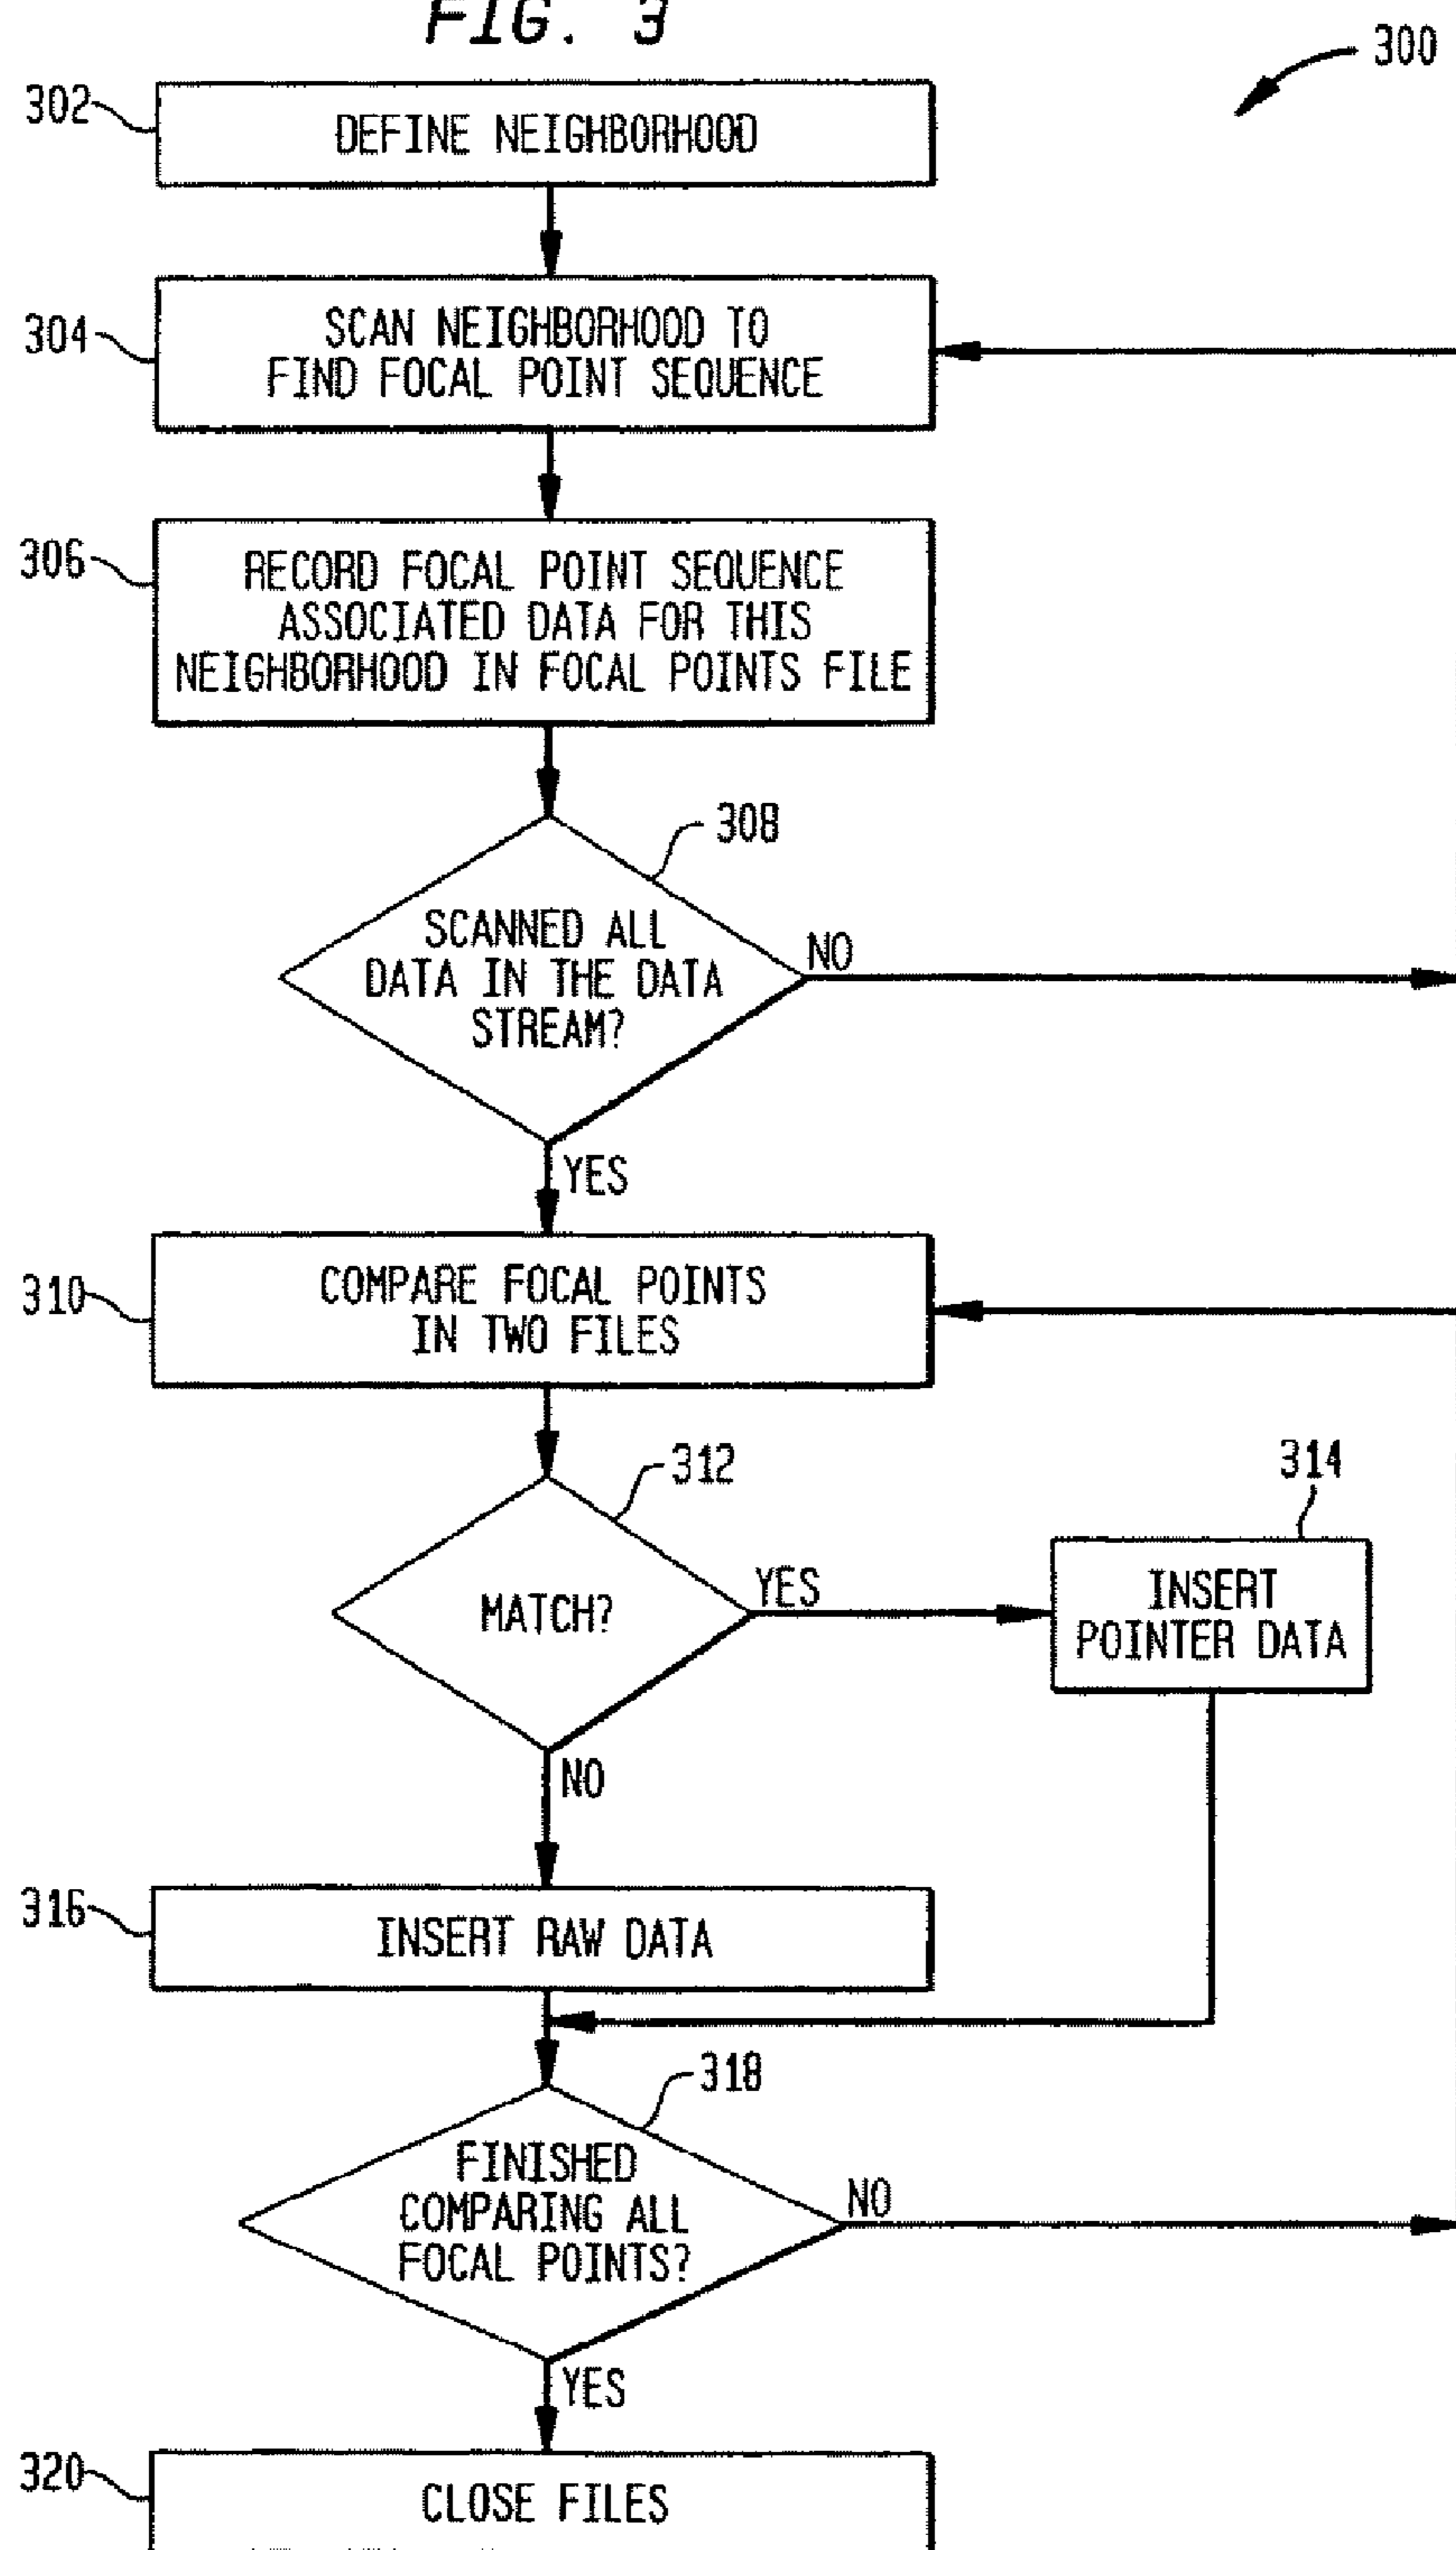 FIG. 3
300
302
DEFINE NEIGHBORHOOD
304
SCAN NEIGHBORHOOD TO
FIND FOCAL POINT SEQUENCE
306
RECORD FOCAL POINT SEQUENCE
ASSOCIATED DATA FOR THIS
NEIGHBORHOOD IN FOCAL POINTS FILE
308
SCANNED ALL
DATA IN THE DATA
STREAM?
NO
YES
310
COMPARE FOCAL POINTS
IN TWO FILES
312
MATCH?
YES
314
INSERT
POINTER DATA
NO
316
INSERT RAW DATA
318
FINISHED
COMPARING ALL
FOCAL POINTS?
NO
YES
320
CLOSE FILES